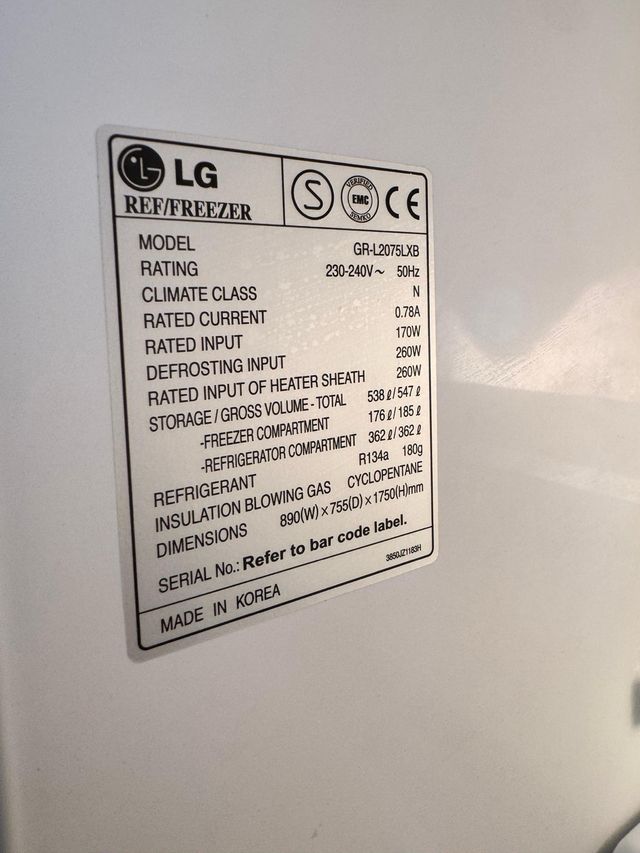 LG
REF/FREEZER
S
VERIFIED
EMC
SEMKO
CE
MODEL GR-L2075LXB
RATING 230-240V~ 50Hz
CLIMATE CLASS N
RATED CURRENT 0.78A
RATED INPUT 170W
DEFROSTING INPUT 260W
RATED INPUT OF HEATER SHEATH 260W
STORAGE / GROSS VOLUME - TOTAL 538 ℓ / 547 ℓ
-FREEZER COMPARTMENT 176 ℓ / 185 ℓ
-REFRIGERATOR COMPARTMENT 362 ℓ / 362 ℓ
REFRIGERANT R134a 180g
INSULATION BLOWING GAS CYCLOPENTANE
DIMENSIONS 890(W) x 755(D) x 1750(H)mm
SERIAL No.: Refer to bar code label.
3850JZ1183H
MADE IN KOREA